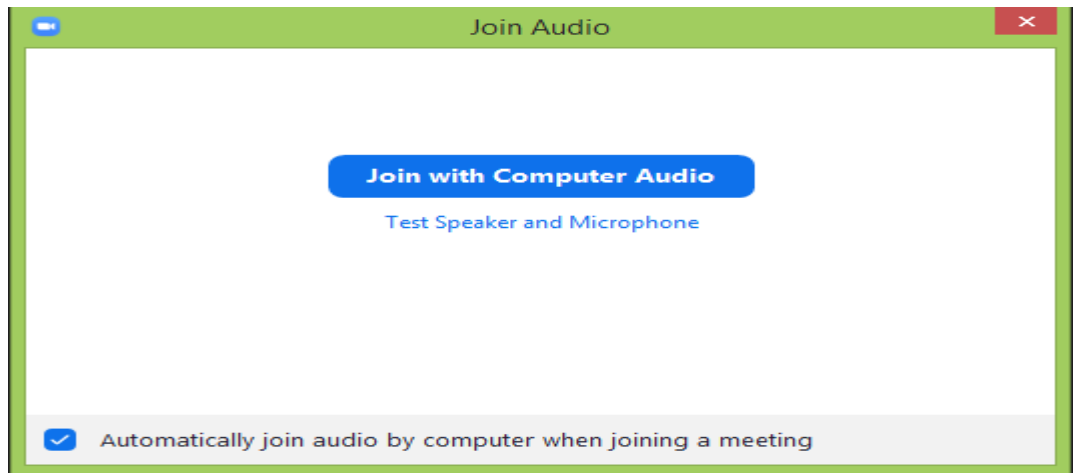 Join Audio
Join with Computer Audio
Test Speaker and Microphone
Automatically join audio by computer when joining a meeting